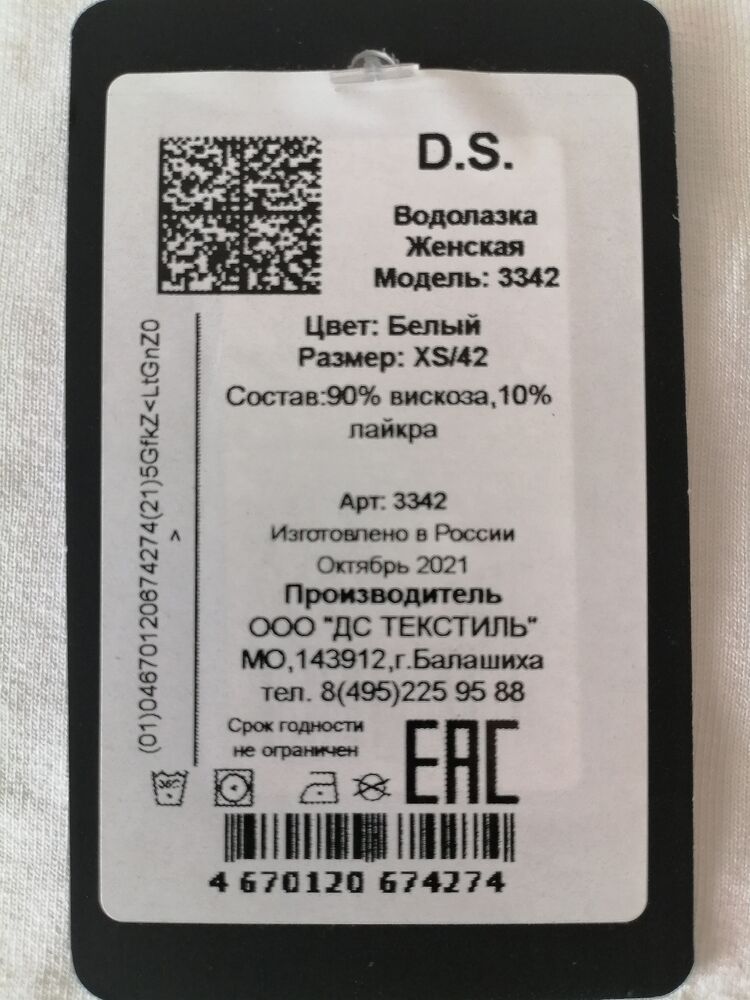 D.S.
Водолазка
Женская
Модель: 3342
Цвет: Белый
Размер: XS/42
Состав:90% вискоза,10%
лайкра
Арт: 3342
Изготовлено в России
Октябрь 2021
Производитель
ООО "ДС ТЕКСТИЛЬ"
МО,143912,г.Балашиха
тел. 8(495)225 95 88
Срок годности
не ограничен
EAC
(01)04670120674274(21)5GfkZ<LtGnZ0
>
4 670120 674274